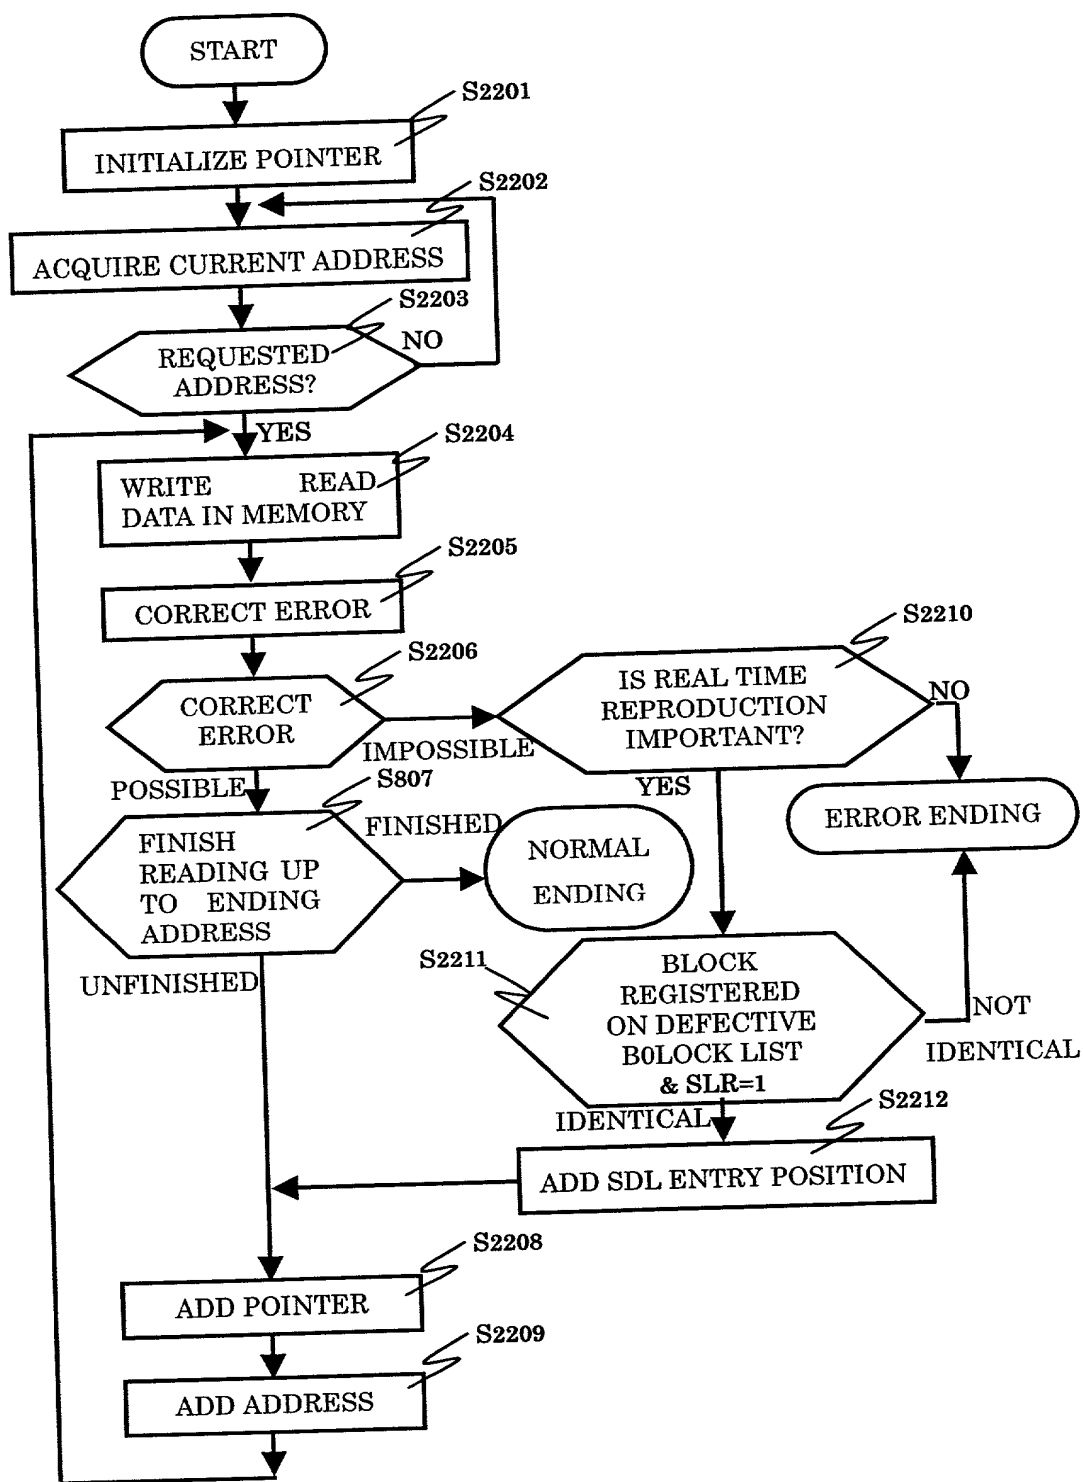 START
S2201
INITIALIZE POINTER
S2202
ACQUIRE CURRENT ADDRESS
S2203
NO
REQUESTED
ADDRESS?
YES
S2204
WRITE READ
DATA IN MEMORY
S2205
CORRECT ERROR
S2206
CORRECT
ERROR
IMPOSSIBLE
POSSIBLE
S2210
IS REAL TIME
REPRODUCTION
IMPORTANT?
NO
YES
ERROR ENDING
S807
FINISH
READING UP
TO ENDING
ADDRESS
FINISHED
NORMAL
ENDING
UNFINISHED
S2211
BLOCK
REGISTERED
ON DEFECTIVE
B0LOCK LIST
& SLR=1
NOT
IDENTICAL
IDENTICAL
S2212
ADD SDL ENTRY POSITION
S2208
ADD POINTER
S2209
ADD ADDRESS